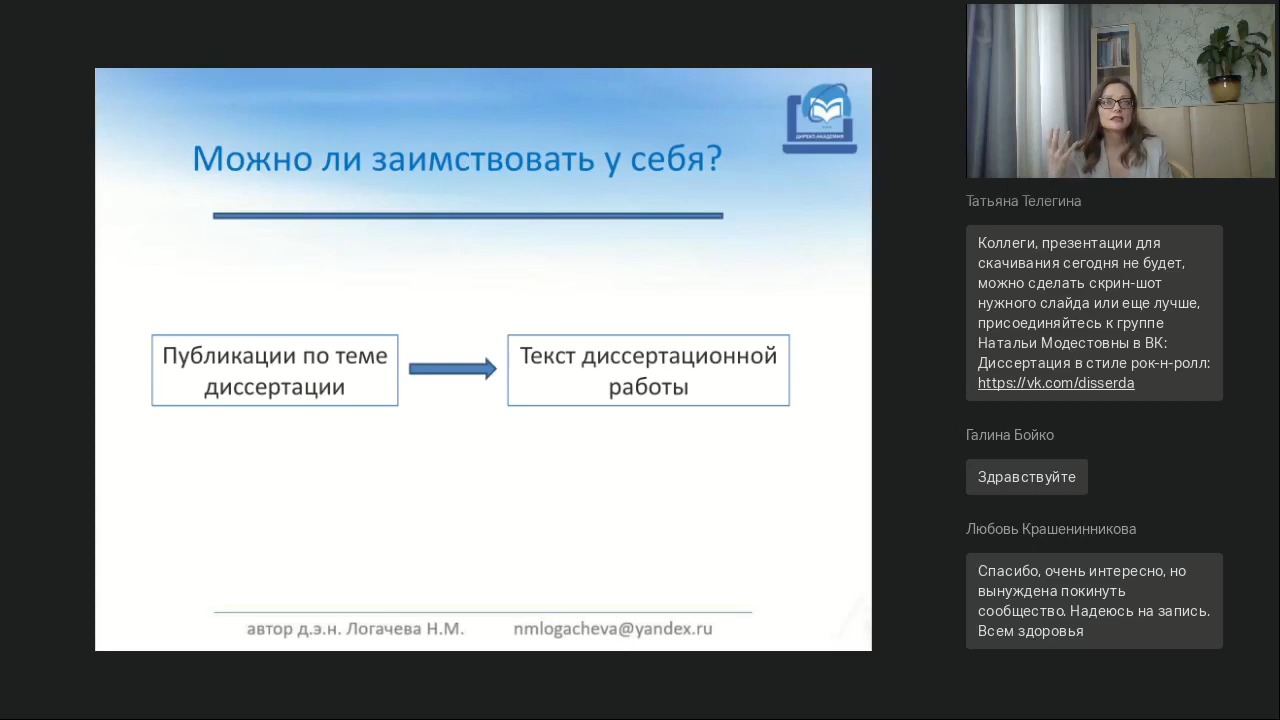 ДИРЕКТ-АКАДЕМИЯ
Можно ли заимствовать у себя?
Публикации по теме
диссертации
Текст диссертационной
работы
автор д.э.н. Логачева Н.М. nmlogacheva@yandex.ru
Татьяна Телегина
Коллеги, презентации для
скачивания сегодня не будет,
можно сделать скрин-шот
нужного слайда или еще лучше,
присоединяйтесь к группе
Натальи Модестовны в ВК:
Диссертация в стиле рок-н-ролл:
https://vk.com/disserda
Галина Бойко
Здравствуйте
Любовь Крашенинникова
Спасибо, очень интересно, но
вынуждена покинуть
сообщество. Надеюсь на запись.
Всем здоровья